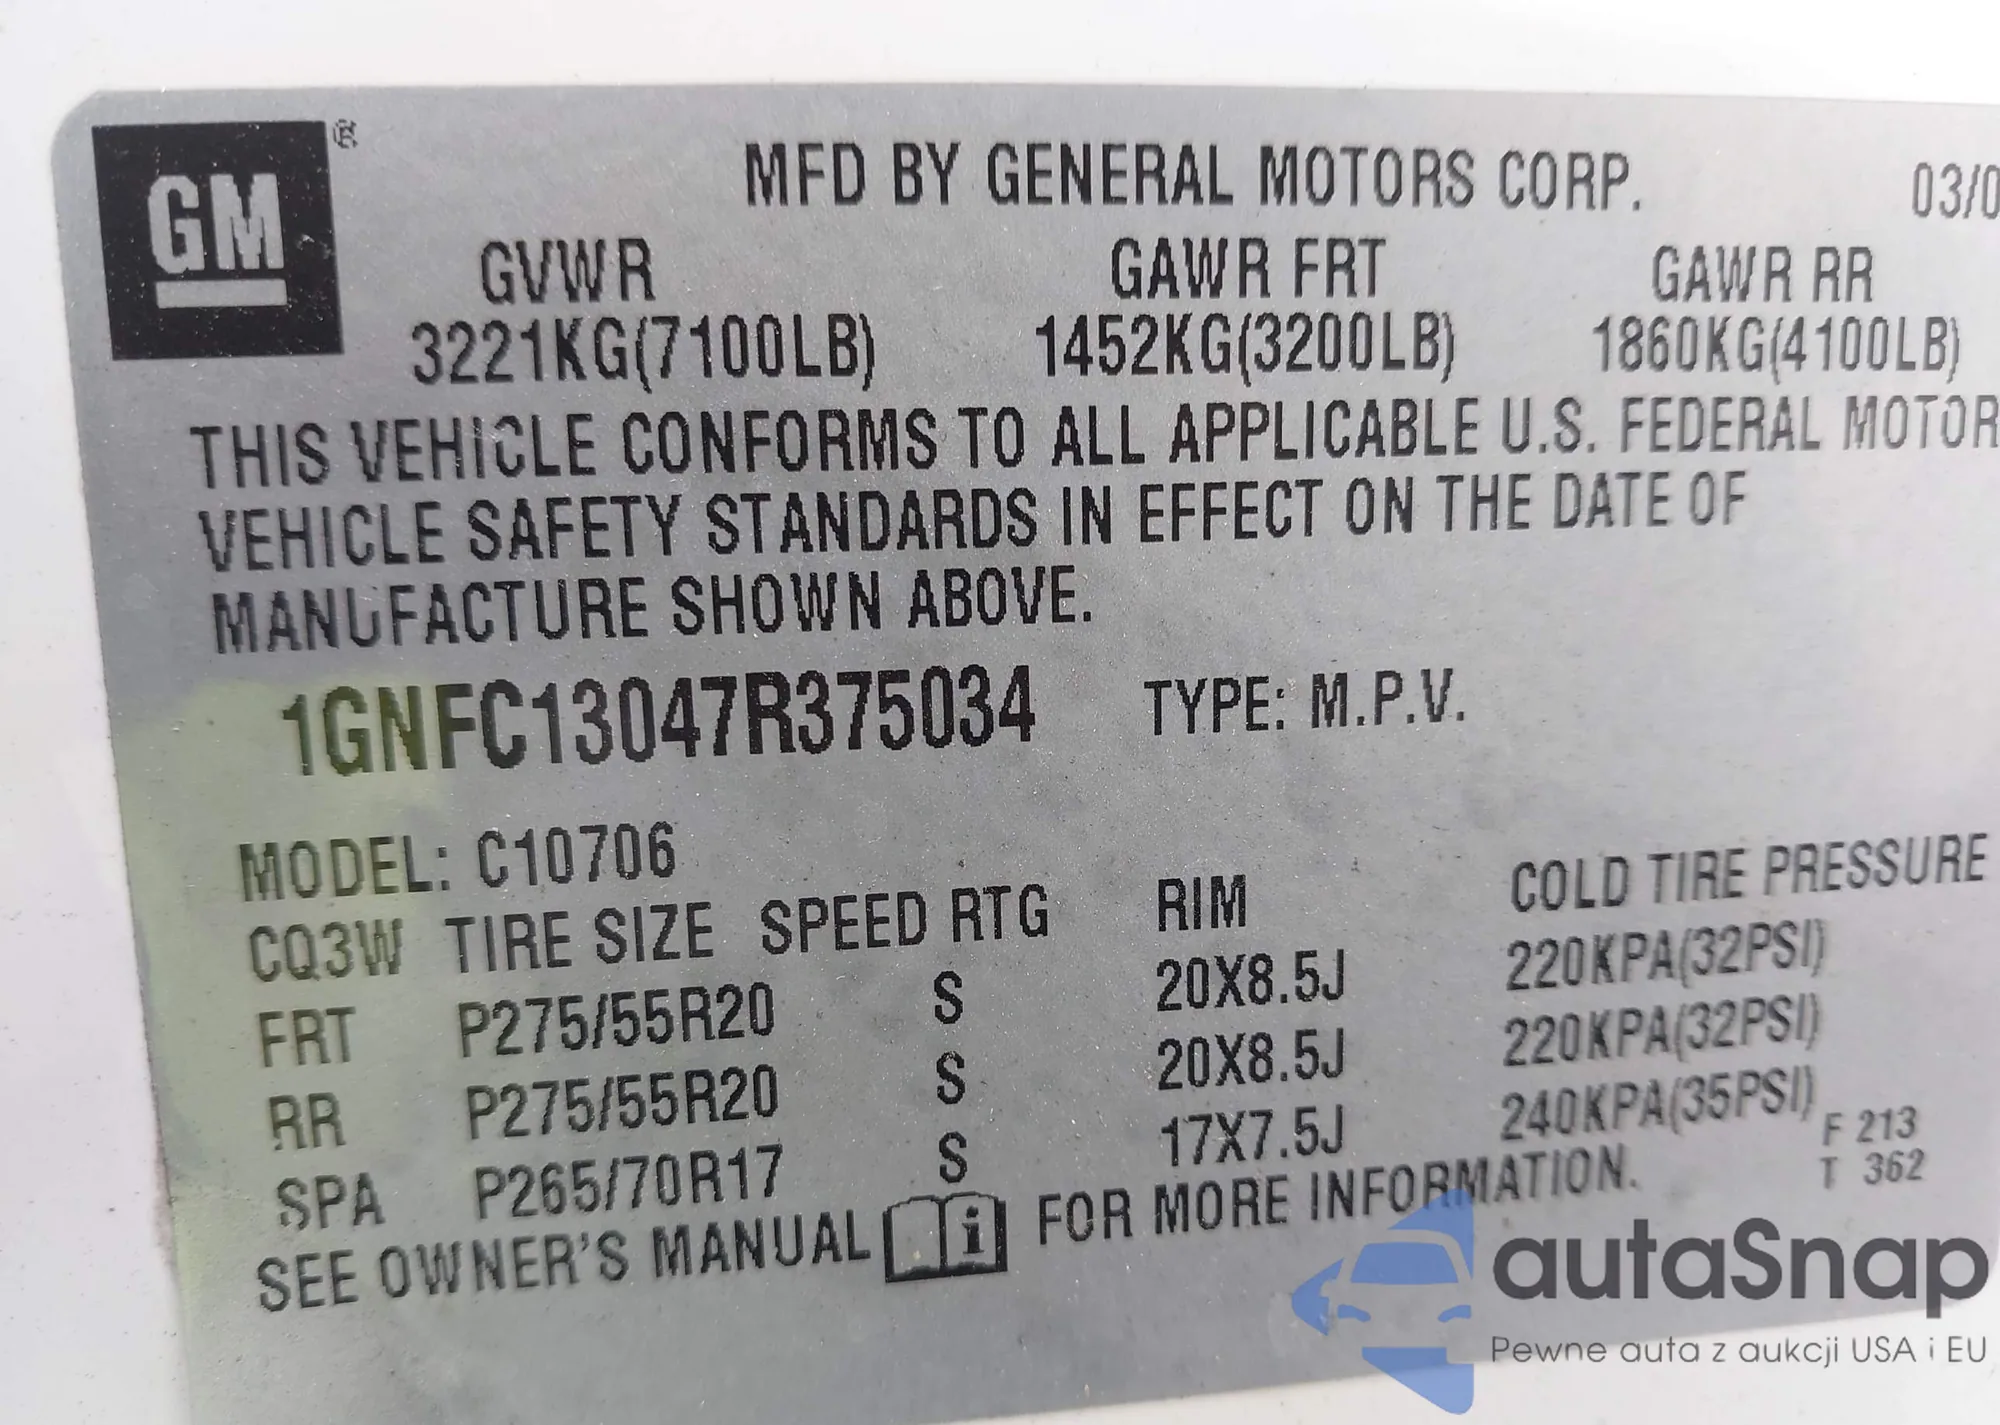 GM ®
MFD BY GENERAL MOTORS CORP. 03/0
GVWR GAWR FRT GAWR RR
3221KG(7100LB) 1452KG(3200LB) 1860KG(4100LB)
THIS VEHICLE CONFORMS TO ALL APPLICABLE U.S. FEDERAL MOTOR
VEHICLE SAFETY STANDARDS IN EFFECT ON THE DATE OF
MANUFACTURE SHOWN ABOVE.
1GNFC13047R375034 TYPE: M.P.V.
MODEL: C10706
CQ3W TIRE SIZE SPEED RTG RIM COLD TIRE PRESSURE
FRT P275/55R20 S 20X8.5J 220KPA(32PSI)
RR P275/55R20 S 20X8.5J 220KPA(32PSI)
SPA P265/70R17 S 17X7.5J 240KPA(35PSI)
F 213
T 362
SEE OWNER'S MANUAL i FOR MORE INFORMATION.
autaSnap
Pewne auta z aukcji USA i EU